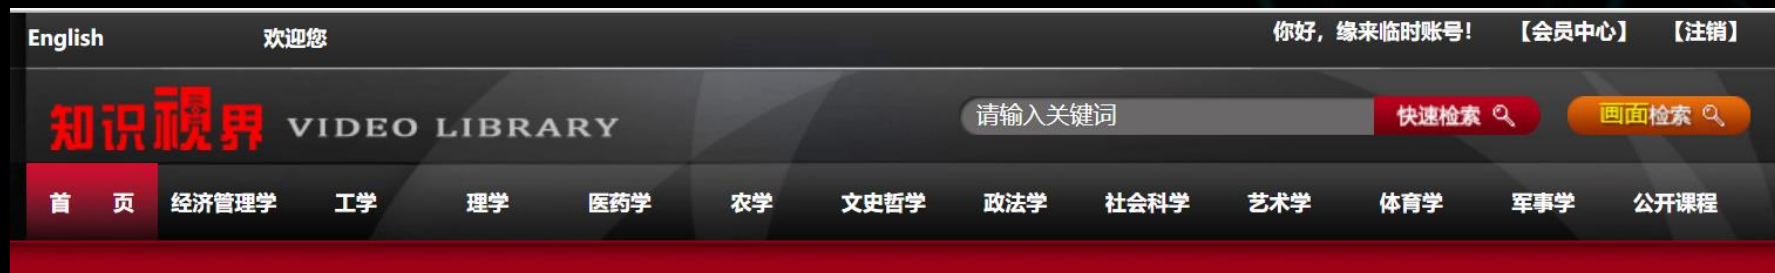 English 欢迎您 你好，缘来临时账号！ 【会员中心】 【注销】
知识视界 VIDEO LIBRARY 请输入关键词 快速检索 画面检索
首 页 经济管理学 工学 理学 医药学 农学 文史哲学 政法学 社会科学 艺术学 体育学 军事学 公开课程